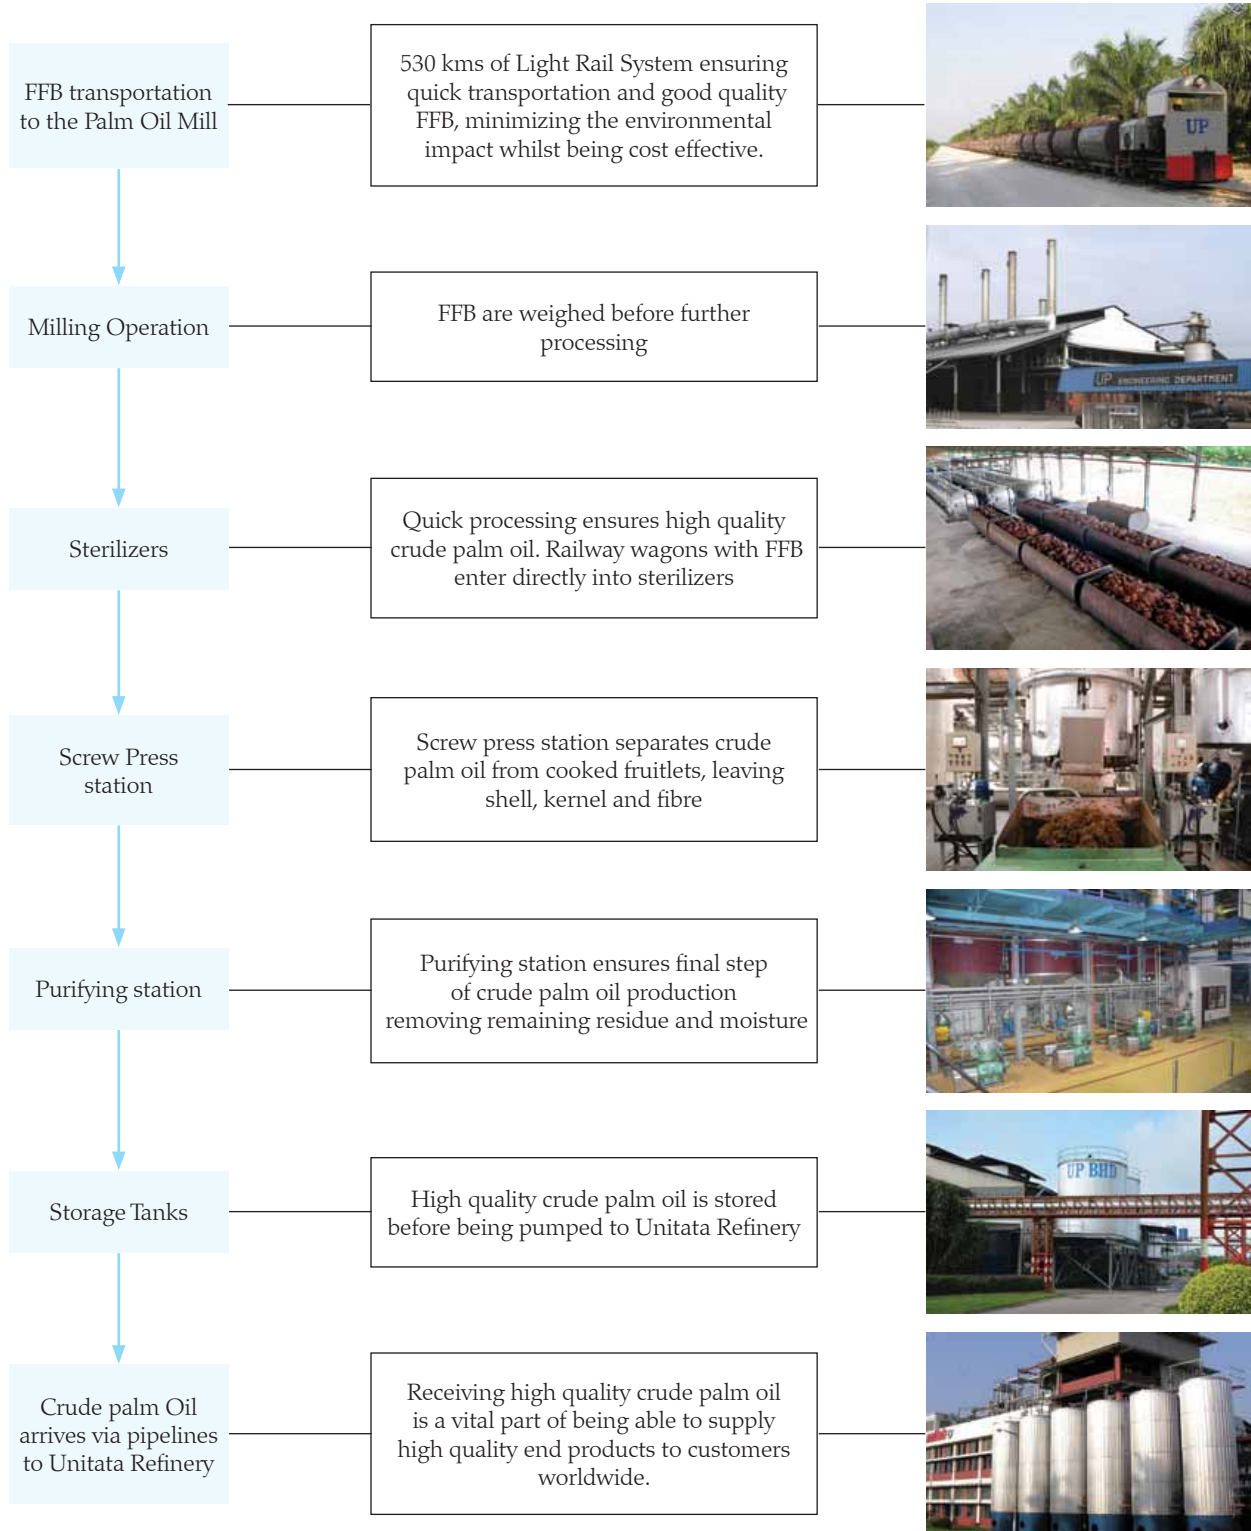 FFB transportation
to the Palm Oil Mill
530 kms of Light Rail System ensuring
quick transportation and good quality
FFB, minimizing the environmental
impact whilst being cost effective.
UP
Milling Operation
FFB are weighed before further
processing
UP ENGINEERING DEPARTMENT
Sterilizers
Quick processing ensures high quality
crude palm oil. Railway wagons with FFB
enter directly into sterilizers
Screw Press
station
Screw press station separates crude
palm oil from cooked fruitlets, leaving
shell, kernel and fibre
Purifying station
Purifying station ensures final step
of crude palm oil production
removing remaining residue and moisture
Storage Tanks
High quality crude palm oil is stored
before being pumped to Unitata Refinery
UP BHD
Crude palm Oil
arrives via pipelines
to Unitata Refinery
Receiving high quality crude palm oil
is a vital part of being able to supply
high quality end products to customers
worldwide.